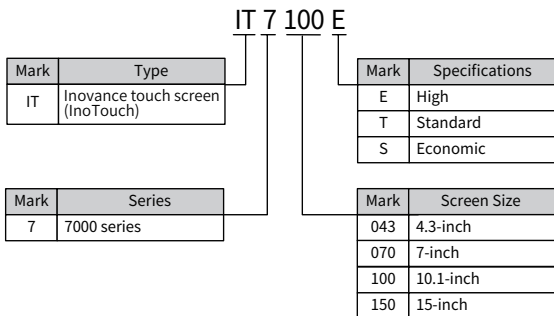 IT 7 100 E
Mark Type
IT Inovance touch screen
(InoTouch)
Mark Specifications
E High
T Standard
S Economic
Mark Series
7 7000 series
Mark Screen Size
043 4.3-inch
070 7-inch
100 10.1-inch
150 15-inch